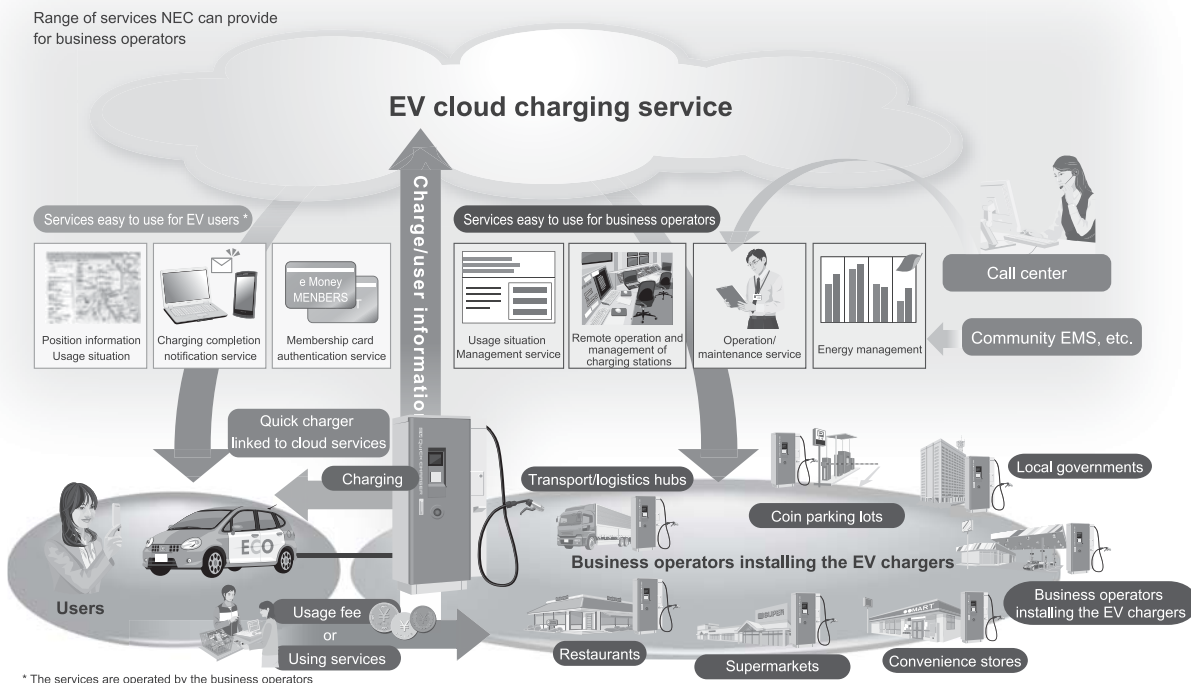 Range of services NEC can provide
for business operators
EV cloud charging service
Charge/user information
Services easy to use for EV users *
Services easy to use for business operators
e Money
MENBERS
Position information
Usage situation
Charging completion
notification service
Membership card
authentication service
Usage situation
Management service
Remote operation and
management of
charging stations
Operation/
maintenance service
Energy management
Call center
Community EMS, etc.
Quick charger
linked to cloud services
Charging
Transport/logistics hubs
Coin parking lots
Local governments
ECO
Business operators installing the EV chargers
Users
Usage fee
or
Using services
Restaurants
Supermarkets
MART
Convenience stores
Business operators
installing the EV chargers
* The services are operated by the business operators